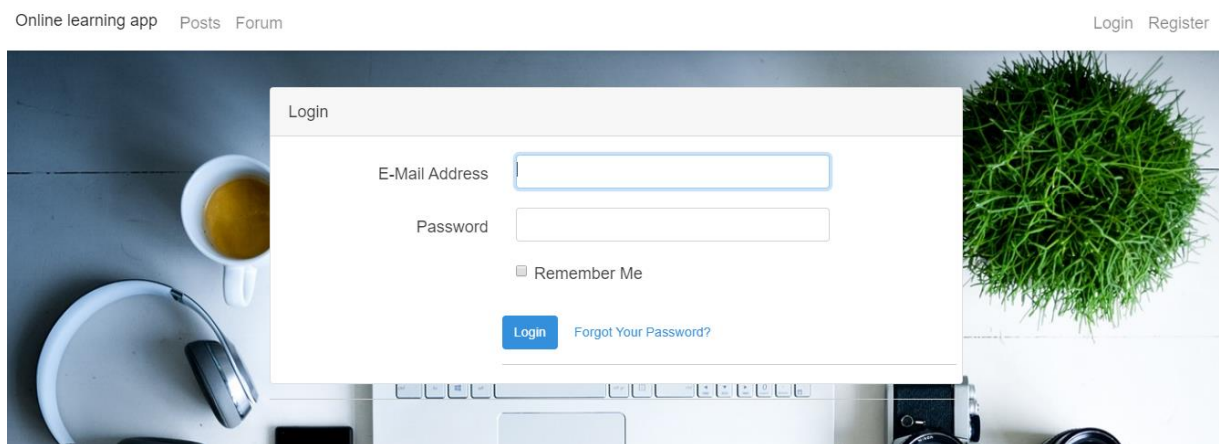 Online learning app Posts Forum Login Register
Login
E-Mail Address
Password
Remember Me
Login Forgot Your Password?